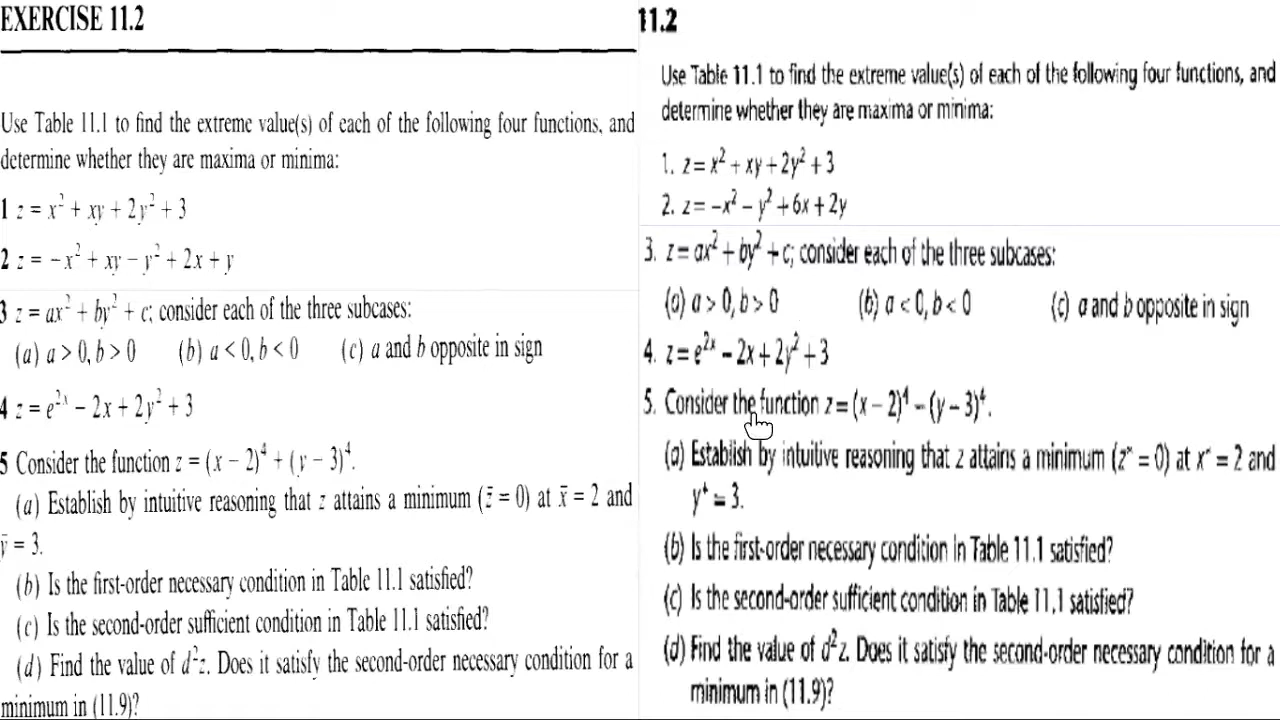 EXERCISE 11.2
Use Table 11.1 to find the extreme value(s) of each of the following four functions, and
determine whether they are maxima or minima:
1 z = x² + xy + 2y² + 3
2 z = −x² + xy − y² + 2x + y
3 z = ax² + by² + c; consider each of the three subcases:
(a) a > 0, b > 0 (b) a < 0, b < 0 (c) a and b opposite in sign
4 z = e²ˣ − 2x + 2y² + 3
5 Consider the function z = (x − 2)⁴ + (y − 3)⁴.
(a) Establish by intuitive reasoning that z attains a minimum (z̄ = 0) at x̄ = 2 and
ȳ = 3.
(b) Is the first-order necessary condition in Table 11.1 satisfied?
(c) Is the second-order sufficient condition in Table 11.1 satisfied?
(d) Find the value of d²z. Does it satisfy the second-order necessary condition for a
minimum in (11.9)?
11.2
Use Table 11.1 to find the extreme value(s) of each of the following four functions, and
determine whether they are maxima or minima:
1. z = x² + xy + 2y² + 3
2. z = −x² − y² + 6x + 2y
3. z = ax² + by² + c; consider each of the three subcases:
(a) a > 0, b > 0 (b) a < 0, b < 0 (c) a and b opposite in sign
4. z = e²ˣ − 2x + 2y² + 3
5. Consider the function z = (x − 2)⁴ − (y − 3)⁴.
(a) Establish by intuitive reasoning that z attains a minimum (z* = 0) at x* = 2 and
y* = 3.
(b) Is the first-order necessary condition in Table 11.1 satisfied?
(c) Is the second-order sufficient condition in Table 11.1 satisfied?
(d) Find the value of d²z. Does it satisfy the second-order necessary condition for a
minimum in (11.9)?